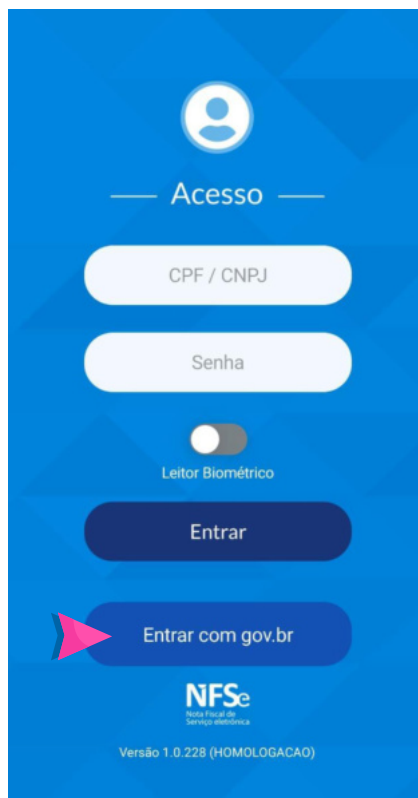 Acesso
CPF / CNPJ
Senha
Leitor Biométrico
Entrar
Entrar com gov.br
NFSe
Nota Fiscal de
Serviço eletrônica
Versão 1.0.228 (HOMOLOGACAO)